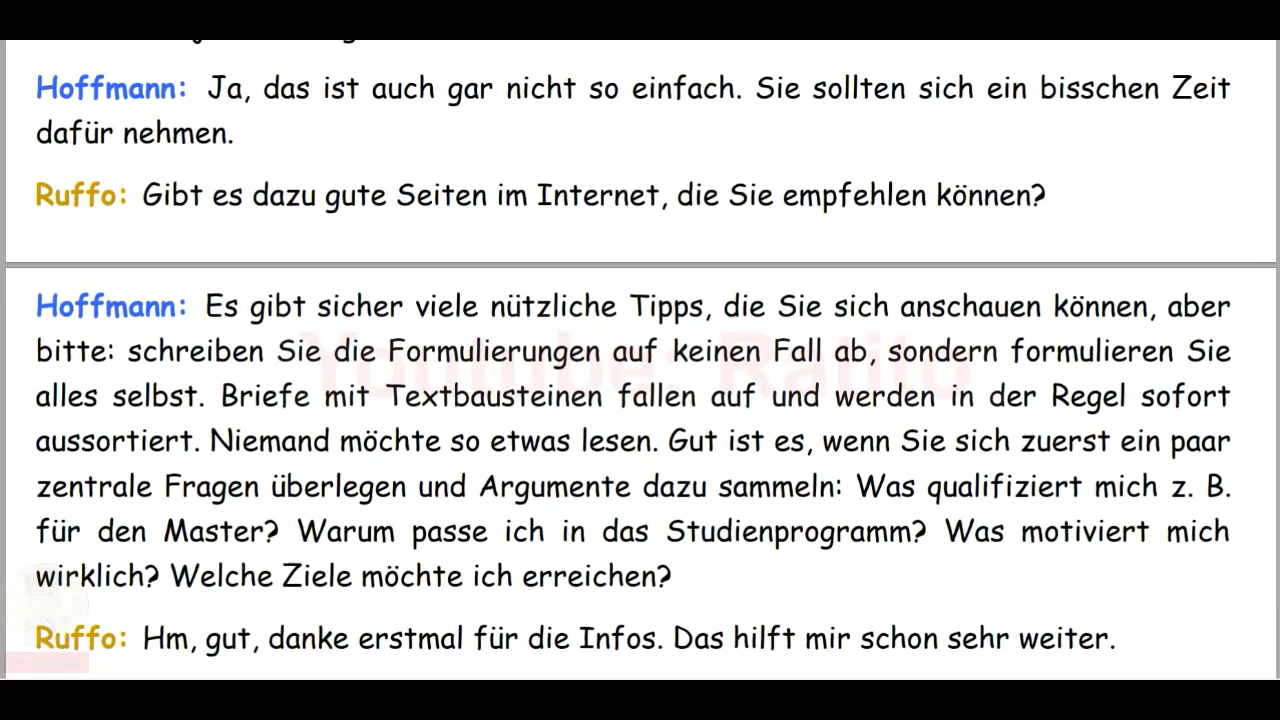 Hoffmann: Ja, das ist auch gar nicht so einfach. Sie sollten sich ein bisschen Zeit
dafür nehmen.
Ruffo: Gibt es dazu gute Seiten im Internet, die Sie empfehlen können?
Hoffmann: Es gibt sicher viele nützliche Tipps, die Sie sich anschauen können, aber
bitte: schreiben Sie die Formulierungen auf keinen Fall ab, sondern formulieren Sie
alles selbst. Briefe mit Textbausteinen fallen auf und werden in der Regel sofort
aussortiert. Niemand möchte so etwas lesen. Gut ist es, wenn Sie sich zuerst ein paar
zentrale Fragen überlegen und Argumente dazu sammeln: Was qualifiziert mich z. B.
für den Master? Warum passe ich in das Studienprogramm? Was motiviert mich
wirklich? Welche Ziele möchte ich erreichen?
Ruffo: Hm, gut, danke erstmal für die Infos. Das hilft mir schon sehr weiter.